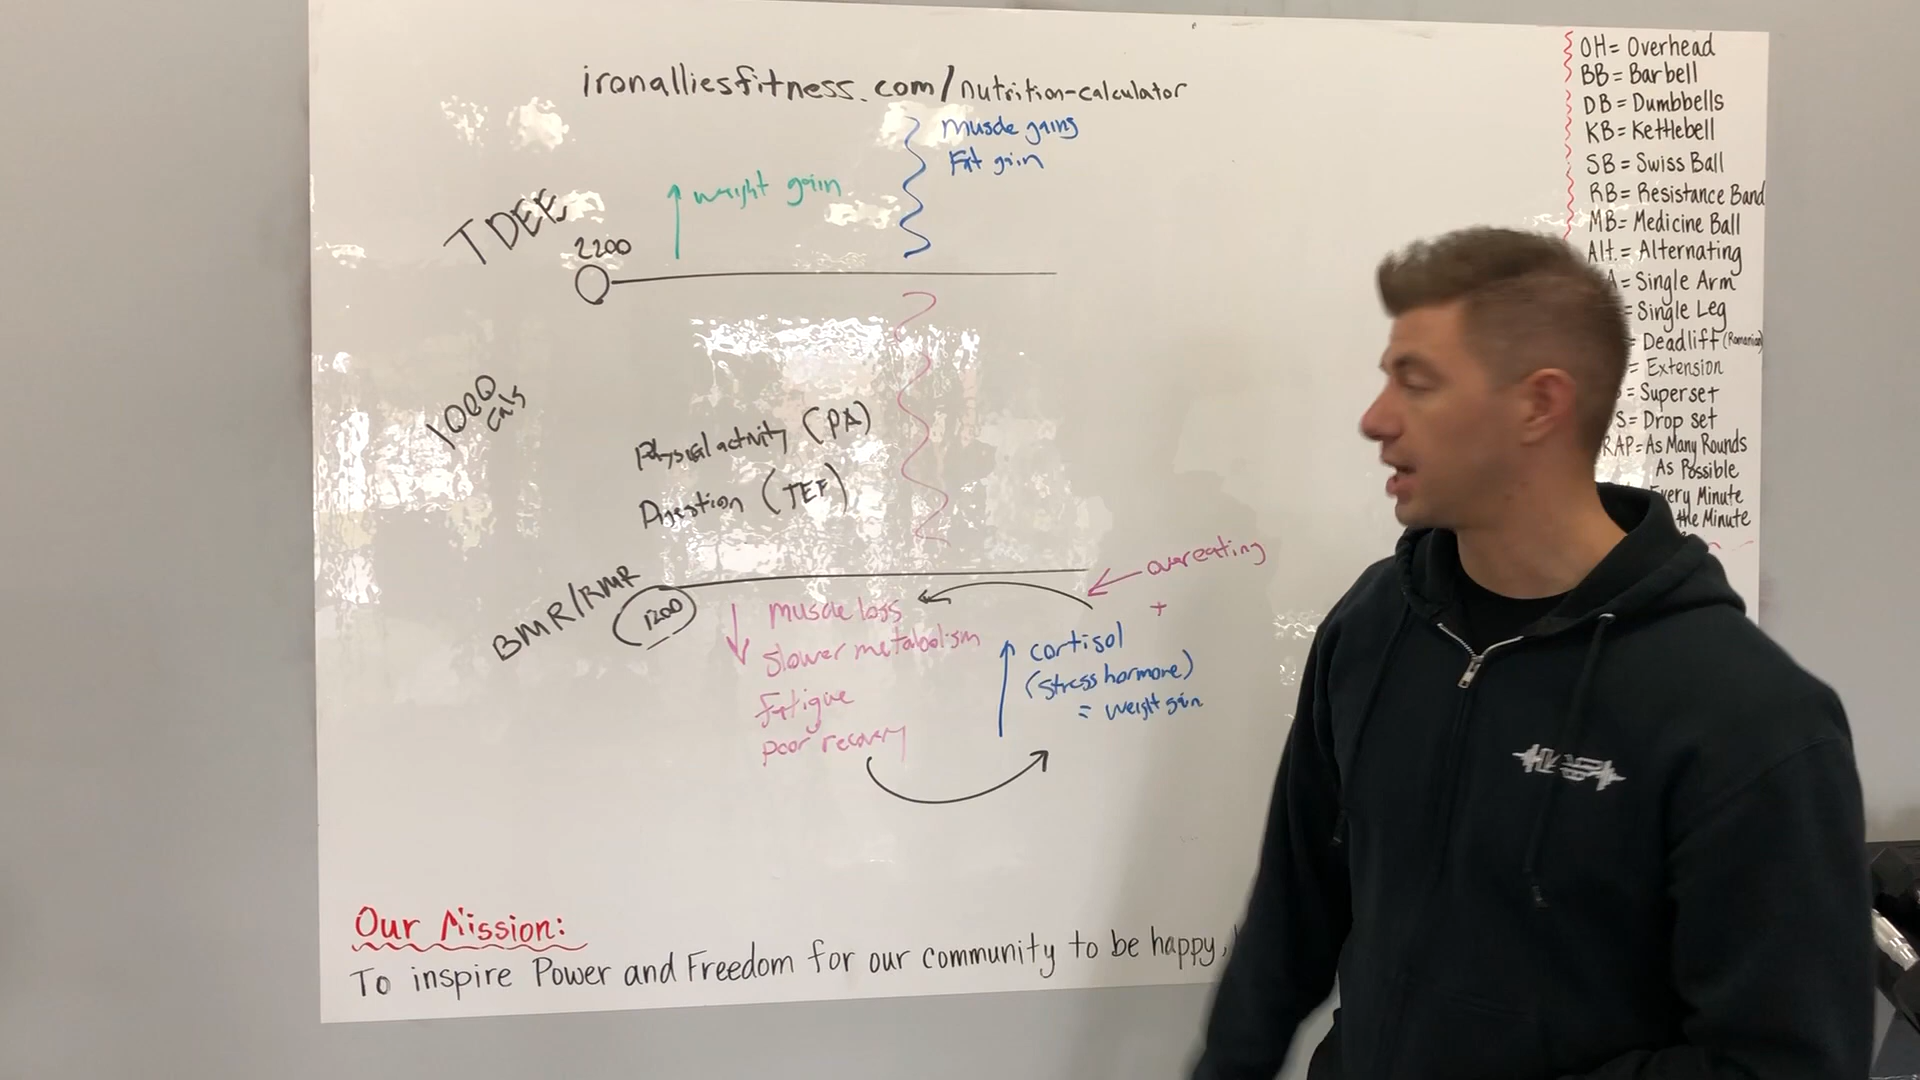 ironalliesfitness.com/nutrition-calculator
muscle gains
Fat gain
weight gain
TDEE
2200
1000
cals
Physical activity (PA)
Digestion (TEF)
BMR/RMR
1200
muscle loss
slower metabolism
fatigue
poor recovery
overeating
+
cortisol
(stress hormone)
= weight gain
Our Mission:
To inspire Power and Freedom for our community to be happy,
OH= Overhead
BB= Barbell
DB= Dumbbells
KB= Kettlebell
SB= Swiss Ball
RB= Resistance Band
MB= Medicine Ball
Alt.= Alternating
A= Single Arm
= Single Leg
= Deadlift (Romanian)
= Extension
= Superset
S= Drop set
RAP=As Many Rounds
As Possible
Every Minute
the Minute